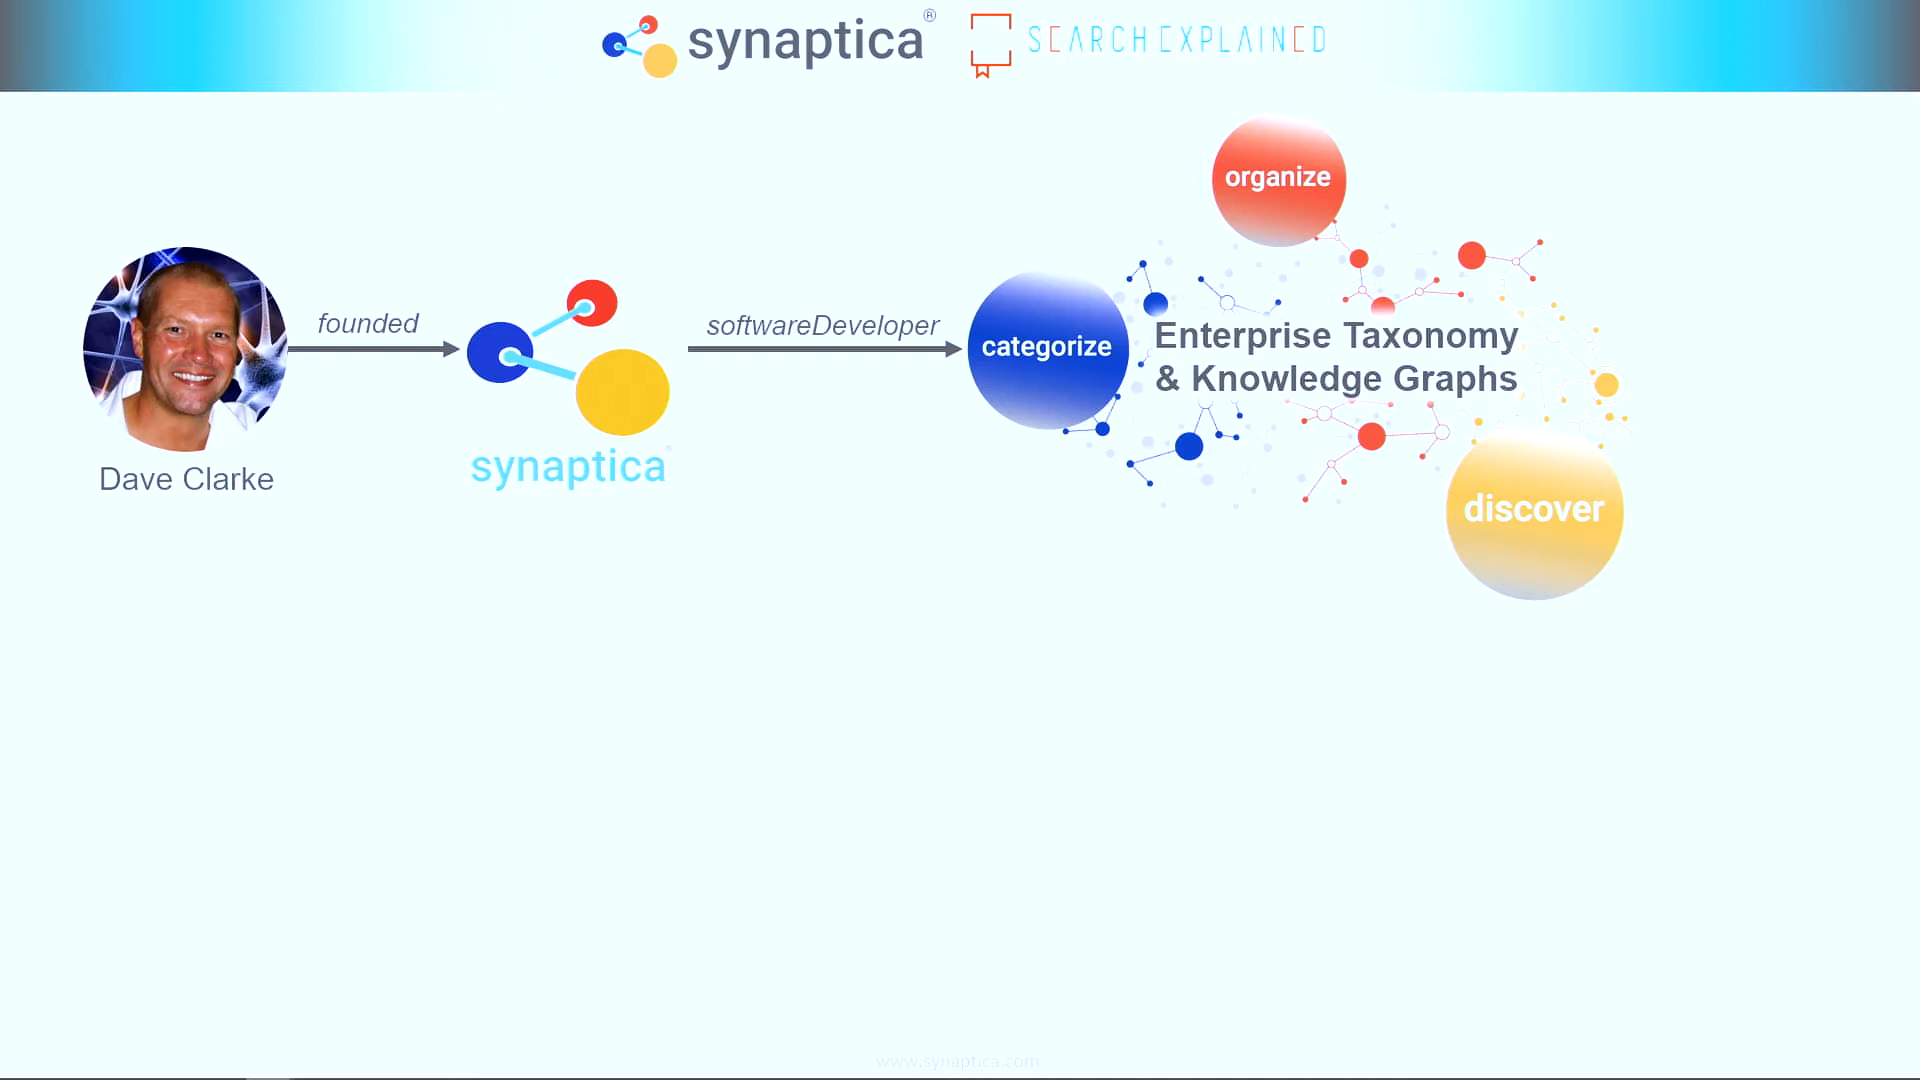 synaptica®
SEARCH EXPLAINED
organize
founded
softwareDeveloper
categorize
Enterprise Taxonomy
& Knowledge Graphs
synaptica
Dave Clarke
discover
www.synaptica.com